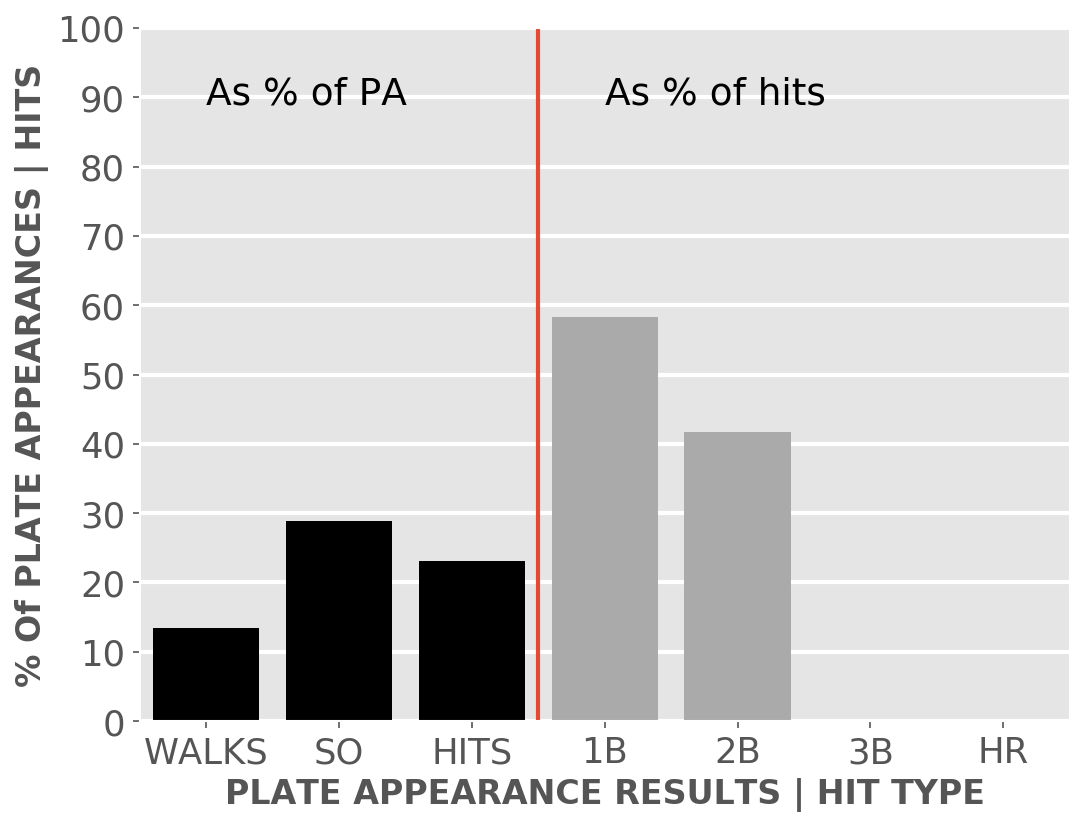 % Of PLATE APPEARANCES | HITS
100
90
80
70
60
50
40
30
20
10
0
As % of PA
As % of hits
WALKS SO HITS 1B 2B 3B HR
PLATE APPEARANCE RESULTS | HIT TYPE